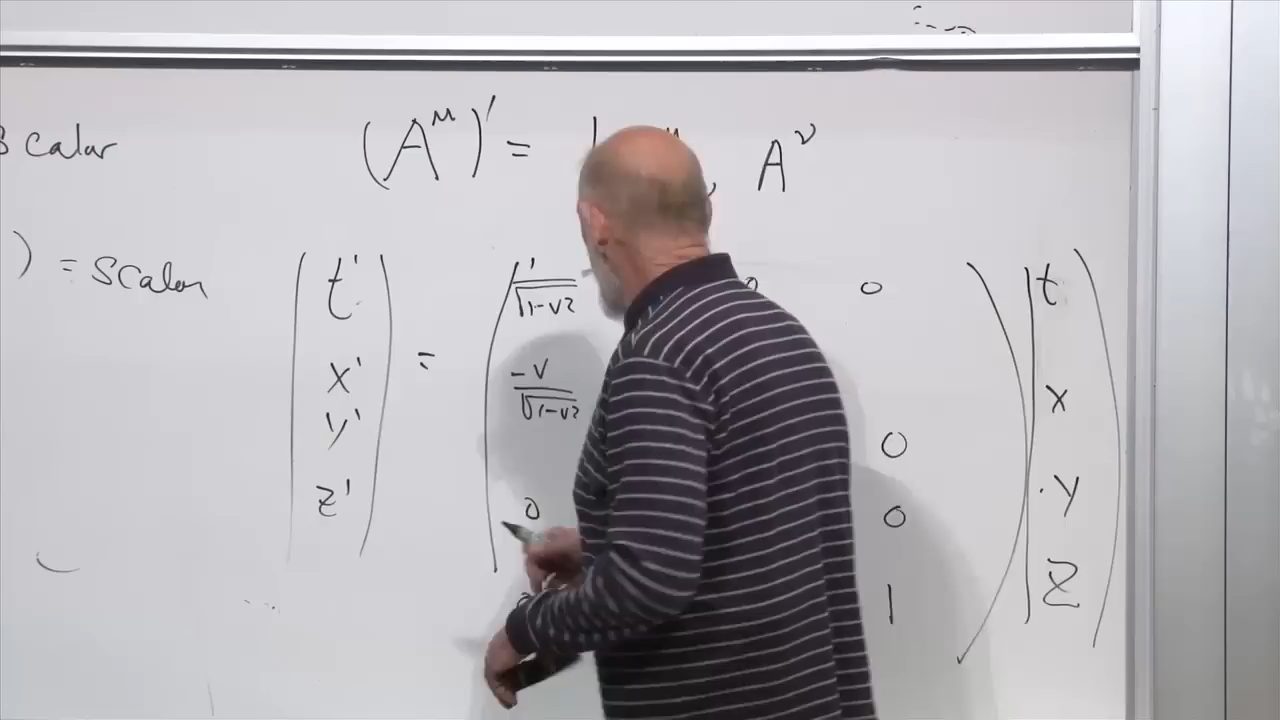 scalar
(A^μ)' = A^ν
) = scalar
t' 1/√1-v² 0 0 t
x' = -v/√1-v² 0 x
y' 0 0 y
z' 1 z